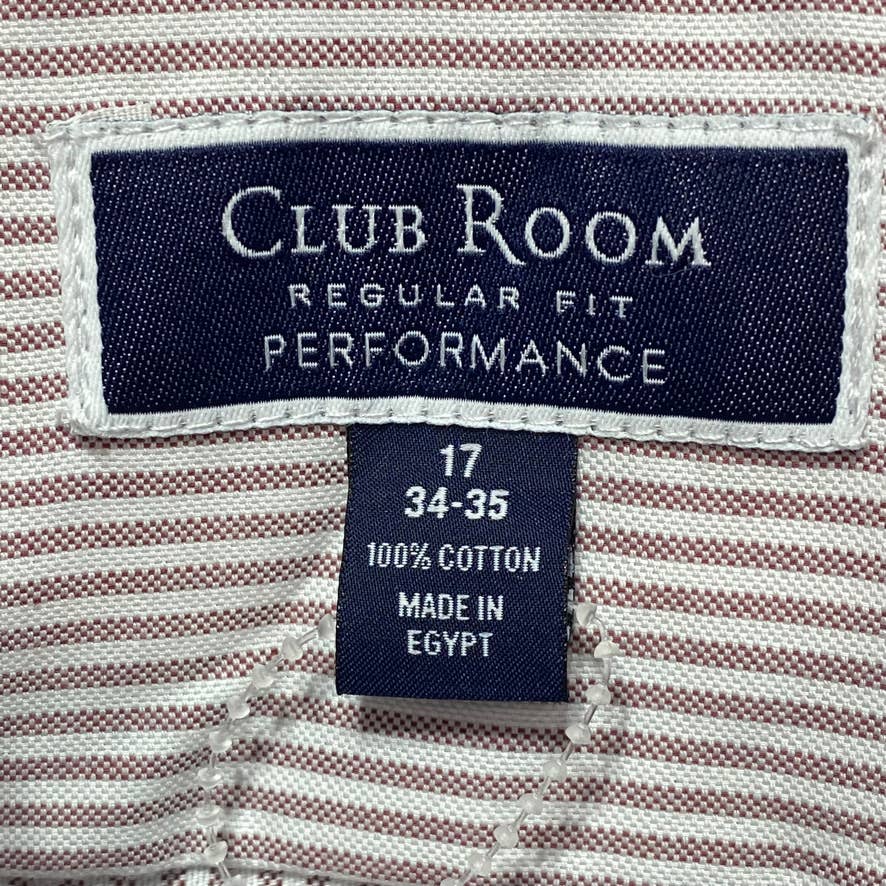 CLUB ROOM
REGULAR FIT
PERFORMANCE
17
34-35
100% COTTON
MADE IN
EGYPT